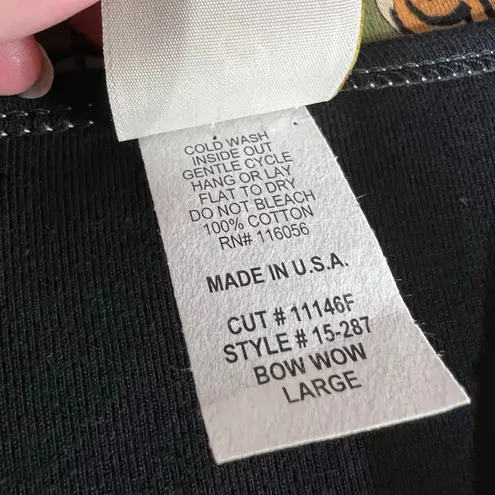 COLD WASH
INSIDE OUT
GENTLE CYCLE
HANG OR LAY
FLAT TO DRY
DO NOT BLEACH
100% COTTON
RN# 116056
MADE IN U.S.A.
CUT # 11146F
STYLE # 15-287
BOW WOW
LARGE